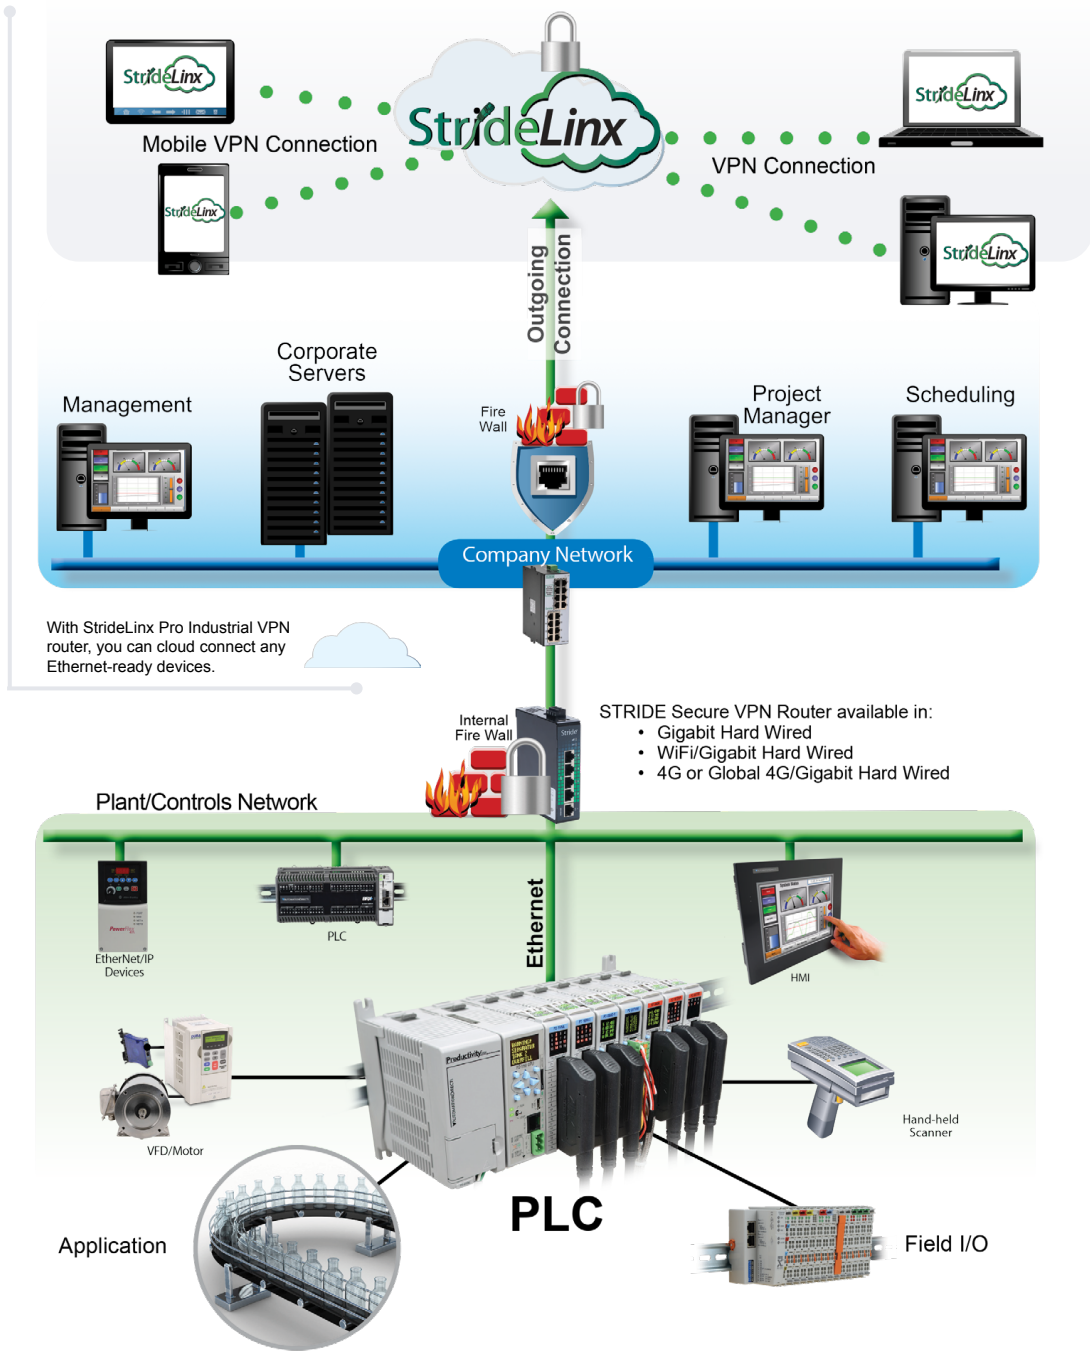 StrideLinx
StrideLinx
StrideLinx
Mobile VPN Connection
VPN Connection
StrideLinx
StrideLinx
Outgoing
Connection
Corporate
Servers
Management
Fire
Wall
Project
Manager
Scheduling
Company Network
With StrideLinx Pro Industrial VPN
router, you can cloud connect any
Ethernet-ready devices.
STRIDE Secure VPN Router available in:
• Gigabit Hard Wired
• WiFi/Gigabit Hard Wired
• 4G or Global 4G/Gigabit Hard Wired
Internal
Fire Wall
Stride
Plant/Controls Network
Ethernet
PowerFlex
EtherNet/IP
Devices
PLC
HMI
Productivity
VFD/Motor
Hand-held
Scanner
PLC
Application
Field I/O